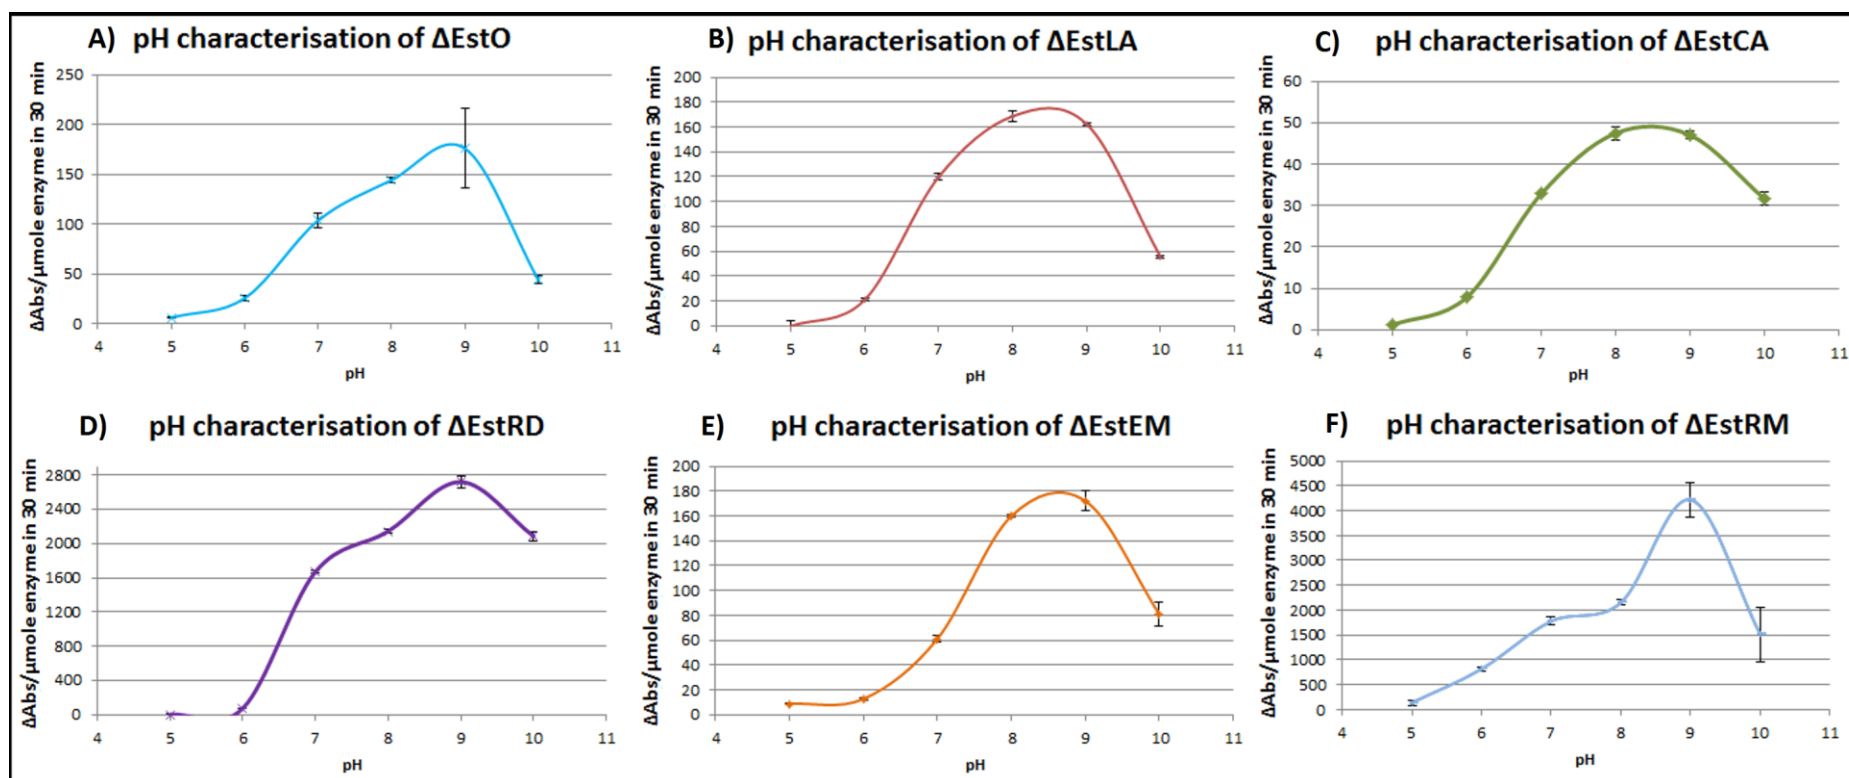 A) pH characterisation of ΔEstO
ΔAbs/µmole enzyme in 30 min
250
200
150
100
50
0
4 5 6 7 8 9 10 11
pH
B) pH characterisation of ΔEstLA
ΔAbs/µmole enzyme in 30 min
200
180
160
140
120
100
80
60
40
20
0
4 5 6 7 8 9 10 11
pH
C) pH characterisation of ΔEstCA
ΔAbs/µmole enzyme in 30 min
60
50
40
30
20
10
0
4 5 6 7 8 9 10 11
pH
D) pH characterisation of ΔEstRD
ΔAbs/µmole enzyme in 30 min
2800
2400
2000
1600
1200
800
400
0
4 5 6 7 8 9 10 11
pH
E) pH characterisation of ΔEstEM
ΔAbs/µmole enzyme in 30 min
200
180
160
140
120
100
80
60
40
20
0
4 5 6 7 8 9 10 11
pH
F) pH characterisation of ΔEstRM
ΔAbs/µmole enzyme in 30 min
5000
4500
4000
3500
3000
2500
2000
1500
1000
500
0
4 5 6 7 8 9 10 11
pH